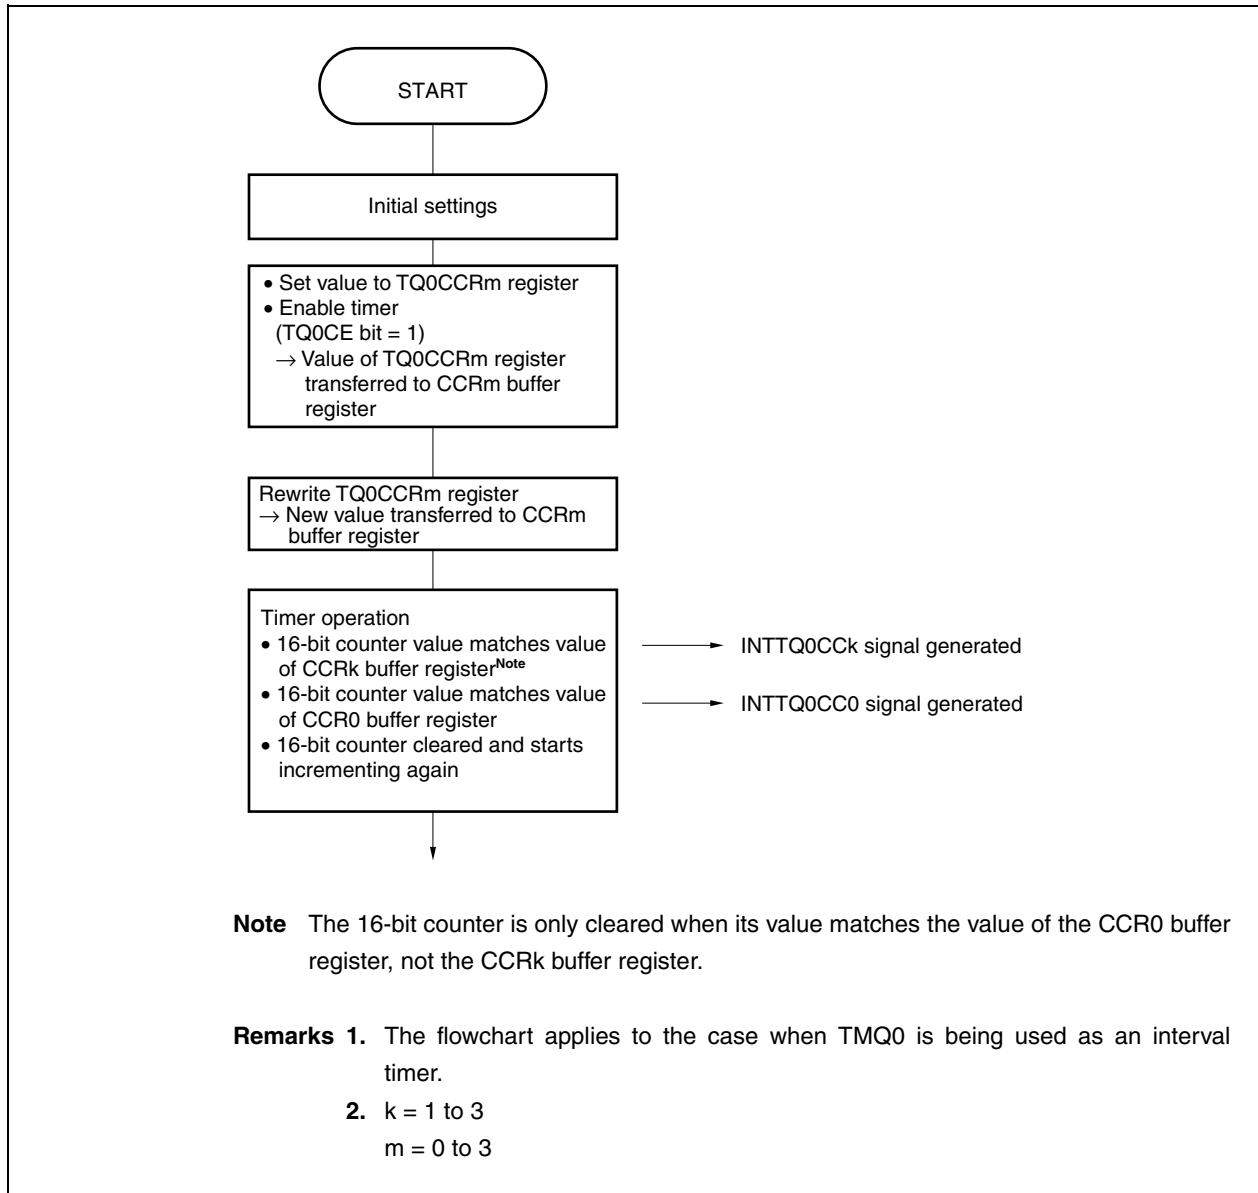 START
Initial settings
• Set value to TQ0CCRm register
• Enable timer
(TQ0CE bit = 1)
→ Value of TQ0CCRm register
transferred to CCRm buffer
register
Rewrite TQ0CCRm register
→ New value transferred to CCRm
buffer register
Timer operation
• 16-bit counter value matches value
of CCRk buffer registerNote
• 16-bit counter value matches value
of CCR0 buffer register
• 16-bit counter cleared and starts
incrementing again
INTTQ0CCk signal generated
INTTQ0CC0 signal generated
Note The 16-bit counter is only cleared when its value matches the value of the CCR0 buffer
register, not the CCRk buffer register.
Remarks 1. The flowchart applies to the case when TMQ0 is being used as an interval
timer.
2. k = 1 to 3
m = 0 to 3